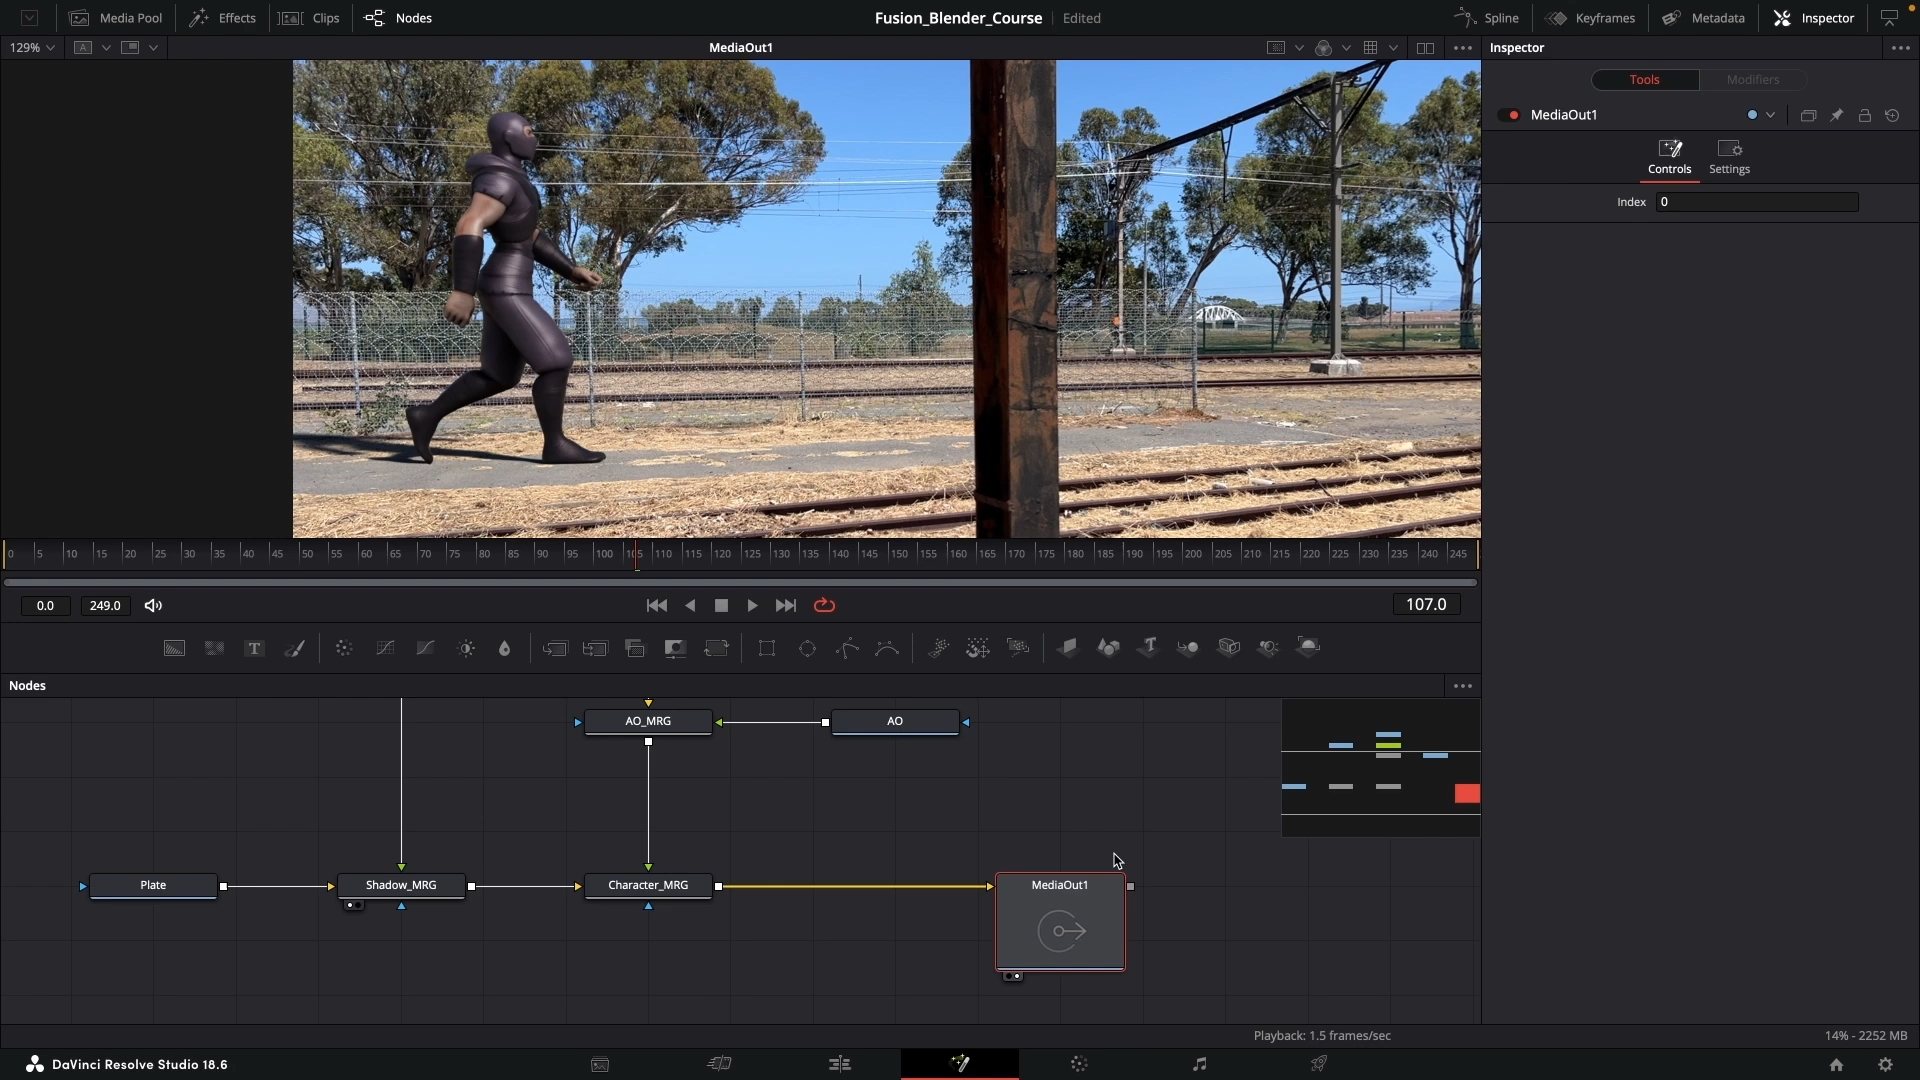 Media Pool Effects Clips Nodes Fusion_Blender_Course Edited Spline Keyframes Metadata Inspector
129% A MediaOut1 Inspector
Tools Modifiers
MediaOut1
Controls Settings
Index 0
0 5 10 15 20 25 30 35 40 45 50 55 60 65 70 75 80 85 90 95 100 105 110 115 120 125 130 135 140 145 150 155 160 165 170 175 180 185 190 195 200 205 210 215 220 225 230 235 240 245
0.0 249.0 107.0
T T
Nodes
AO_MRG AO
Plate Shadow_MRG Character_MRG MediaOut1
Playback: 1.5 frames/sec 14% - 2252 MB
DaVinci Resolve Studio 18.6